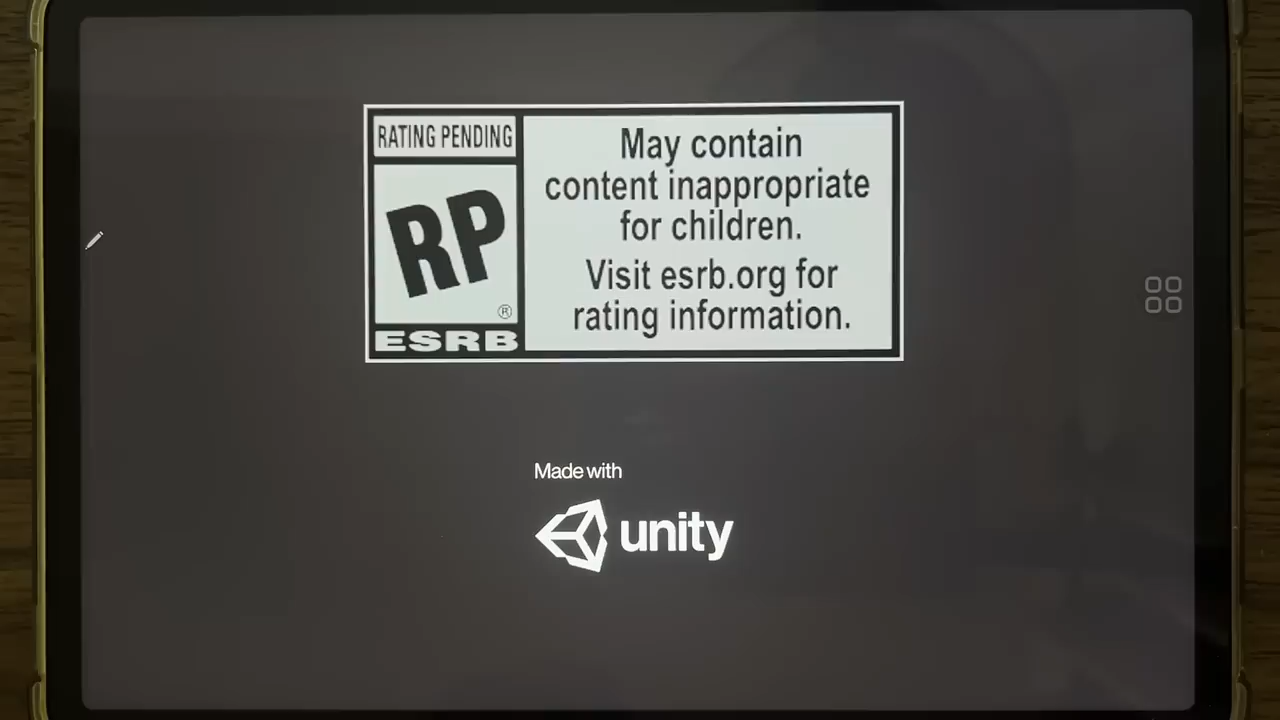 RATING PENDING
RP
®
ESRB
May contain
content inappropriate
for children.
Visit esrb.org for
rating information.
Made with
unity